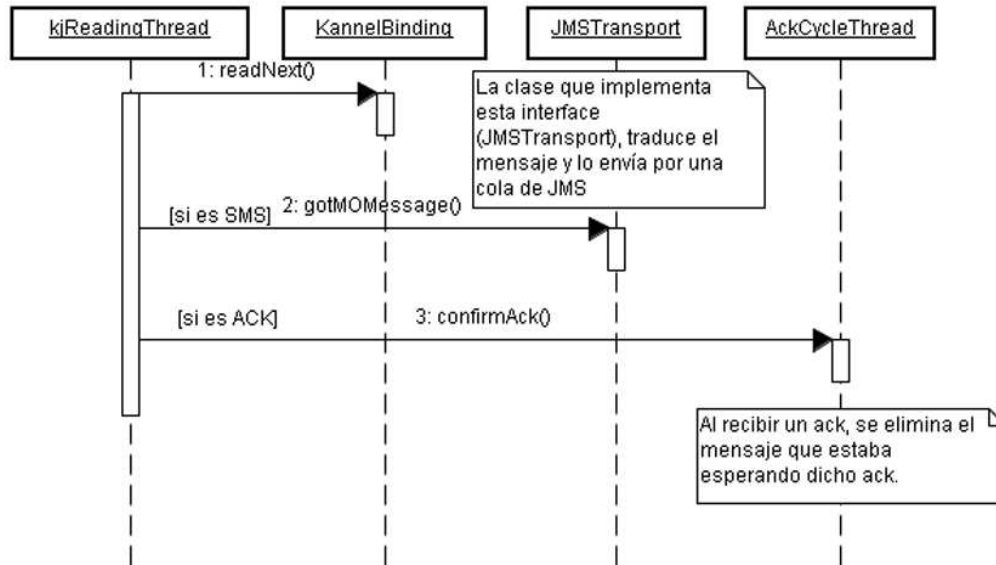 kjReadingThread
KannelBinding
JMSTransport
AckCycleThread
1: readNext()
La clase que implementa
esta interface
(JMSTransport), traduce el
mensaje y lo envía por una
cola de JMS
[si es SMS]
2: gotMOMessage()
[si es ACK]
3: confirmAck()
Al recibir un ack, se elimina el
mensaje que estaba
esperando dicho ack.